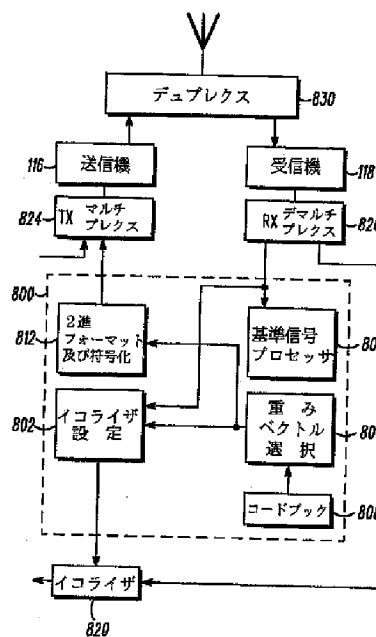 デュプレクス
830
116
送信機
受信機
118
824
TX マルチ
プレクス
RX デマルチ
プレクス
800
812
2進
フォーマット
及び符号化
基準信号
プロセッサ
802
イコライザ
設定
重み
ベクトル
選択
コードブック
イコライザ
820